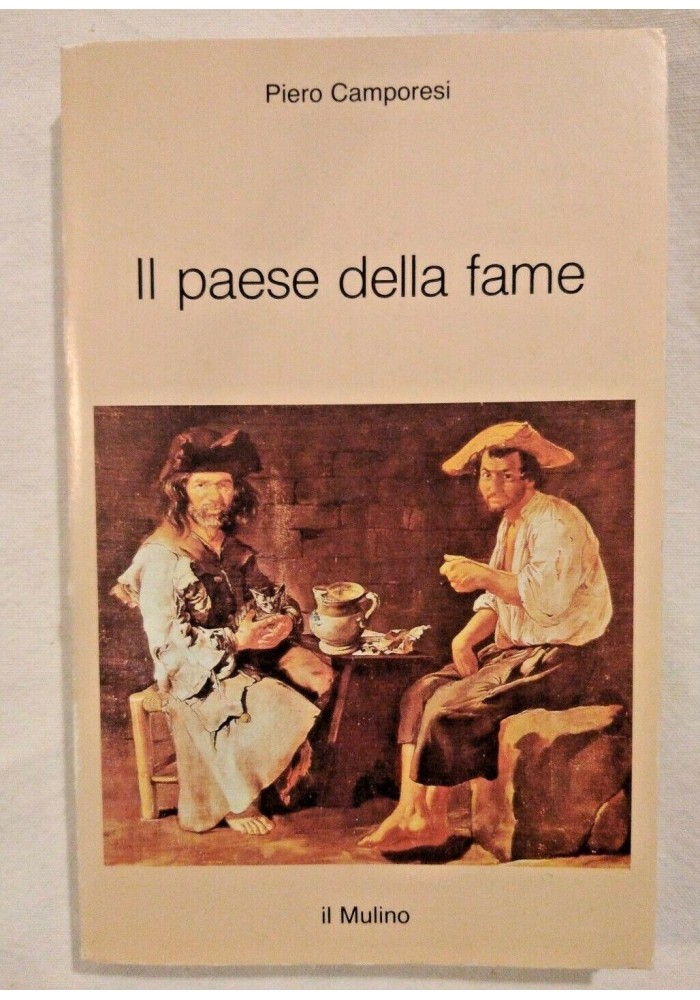 Piero Camporesi
Il paese della fame
il Mulino